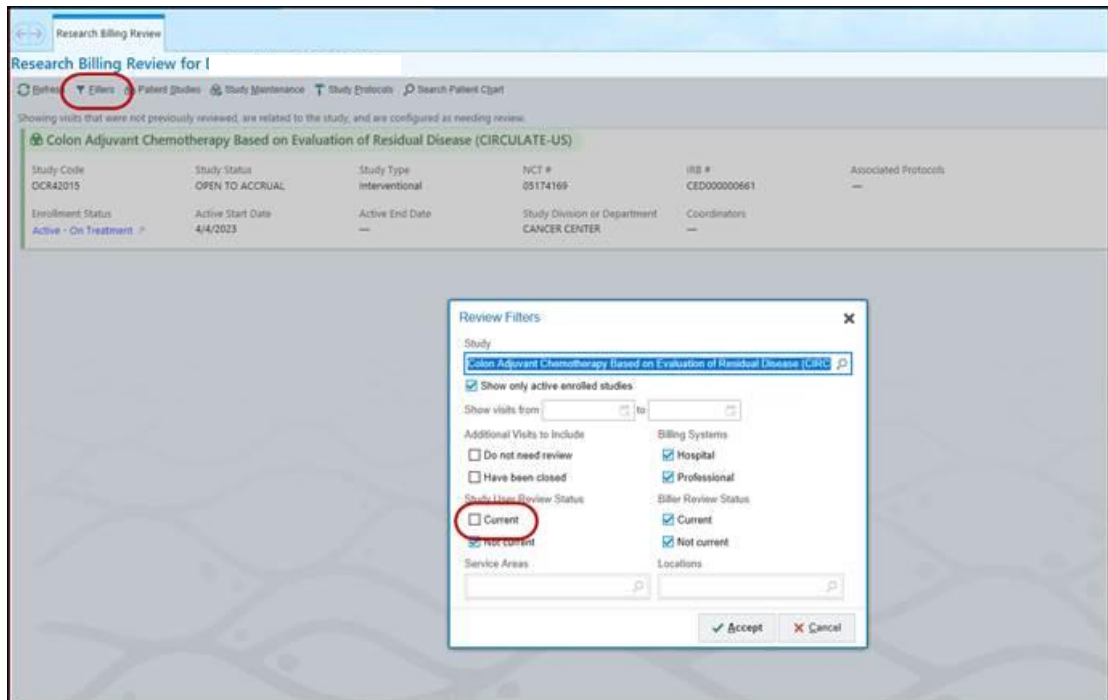 Research Billing Review
Research Billing Review for
Refresh Filters Patient Studies Study Maintenance Study Protocols Search Patient Chart
Showing visits that were not previously reviewed, are related to the study, and are configured as needing review.
Colon Adjuvant Chemotherapy Based on Evaluation of Residual Disease (CIRCULATE-US)
Study Code Study Status Study Type NCT # IRB # Associated Protocols
OCR42015 OPEN TO ACCRUAL Interventional 05174169 CED000000661 —
Enrollment Status Active Start Date Active End Date Study Division or Department Coordinators
Active - On Treatment 4/4/2023 — CANCER CENTER —
Review Filters
Study
Colon Adjuvant Chemotherapy Based on Evaluation of Residual Disease (CIRC
Show only active enrolled studies
Show visits from to
Additional Visits to Include Billing Systems
Do not need review Hospital
Have been closed Professional
Study User Review Status Biller Review Status
Current Current
Not current Not current
Service Areas Locations
Accept Cancel